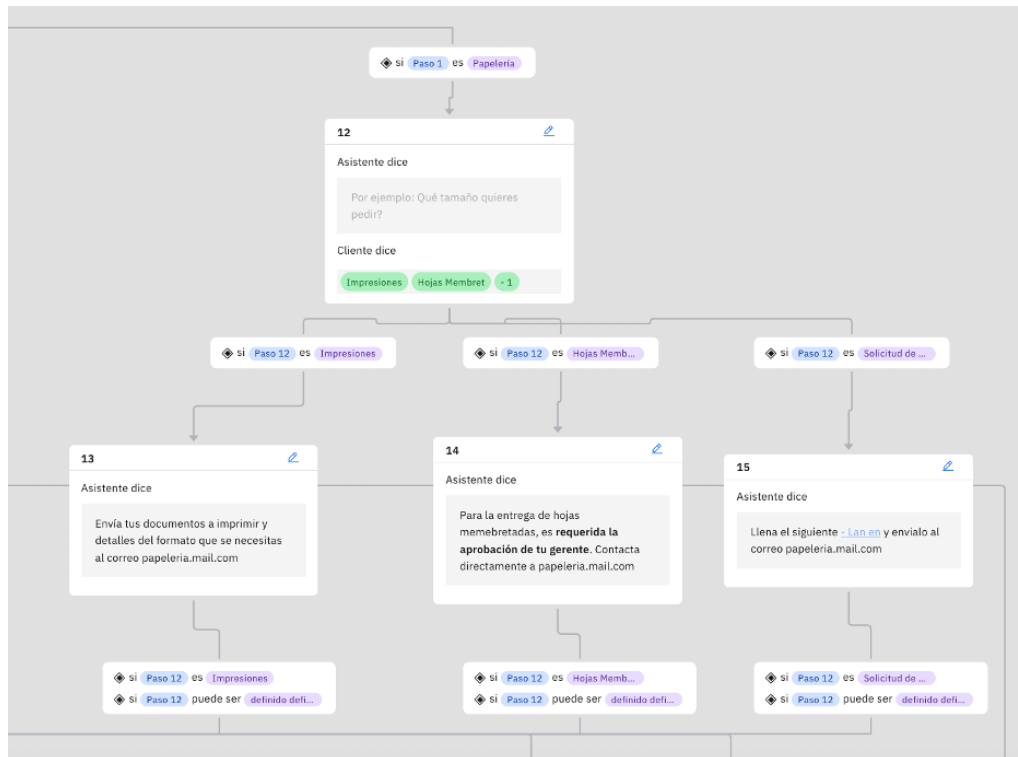 si Paso 1 es Papelería
12
Asistente dice
Por ejemplo: Qué tamaño quieres
pedir?
Cliente dice
Impresiones Hojas Membret - 1
si Paso 12 es Impresiones
si Paso 12 es Hojas Memb...
si Paso 12 es Solicitud de ...
13
Asistente dice
Envía tus documentos a imprimir y
detalles del formato que se necesitas
al correo papeleria.mail.com
14
Asistente dice
Para la entrega de hojas
memebretadas, es requerida la
aprobación de tu gerente. Contacta
directamente a papeleria.mail.com
15
Asistente dice
Llena el siguiente - Lan en y envialo al
correo papeleria.mail.com
si Paso 12 es Impresiones
si Paso 12 puede ser definido defi...
si Paso 12 es Hojas Memb...
si Paso 12 puede ser definido defi...
si Paso 12 es Solicitud de ...
si Paso 12 puede ser definido defi...